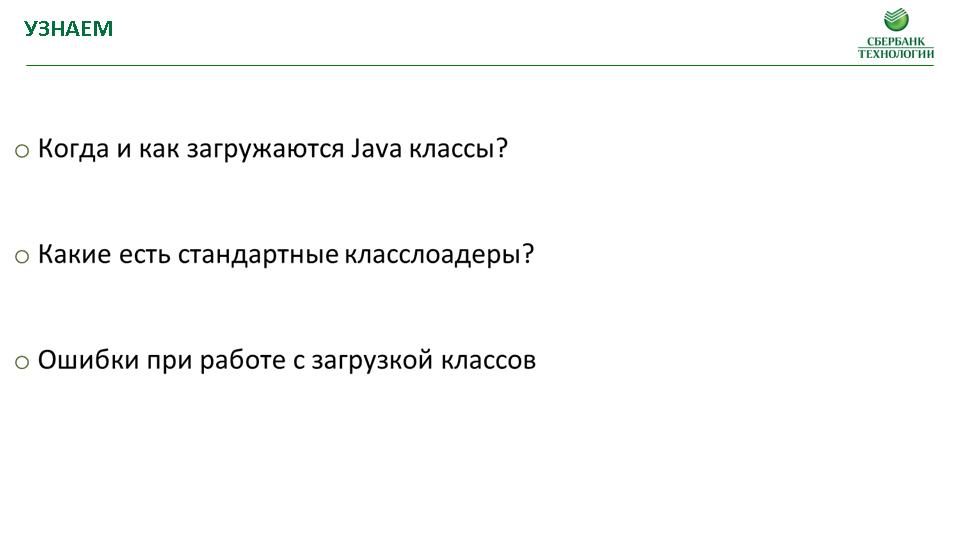 УЗНАЕМ
СБЕРБАНК
ТЕХНОЛОГИИ
o Когда и как загружаются Java классы?
o Какие есть стандартные класслоадеры?
o Ошибки при работе с загрузкой классов